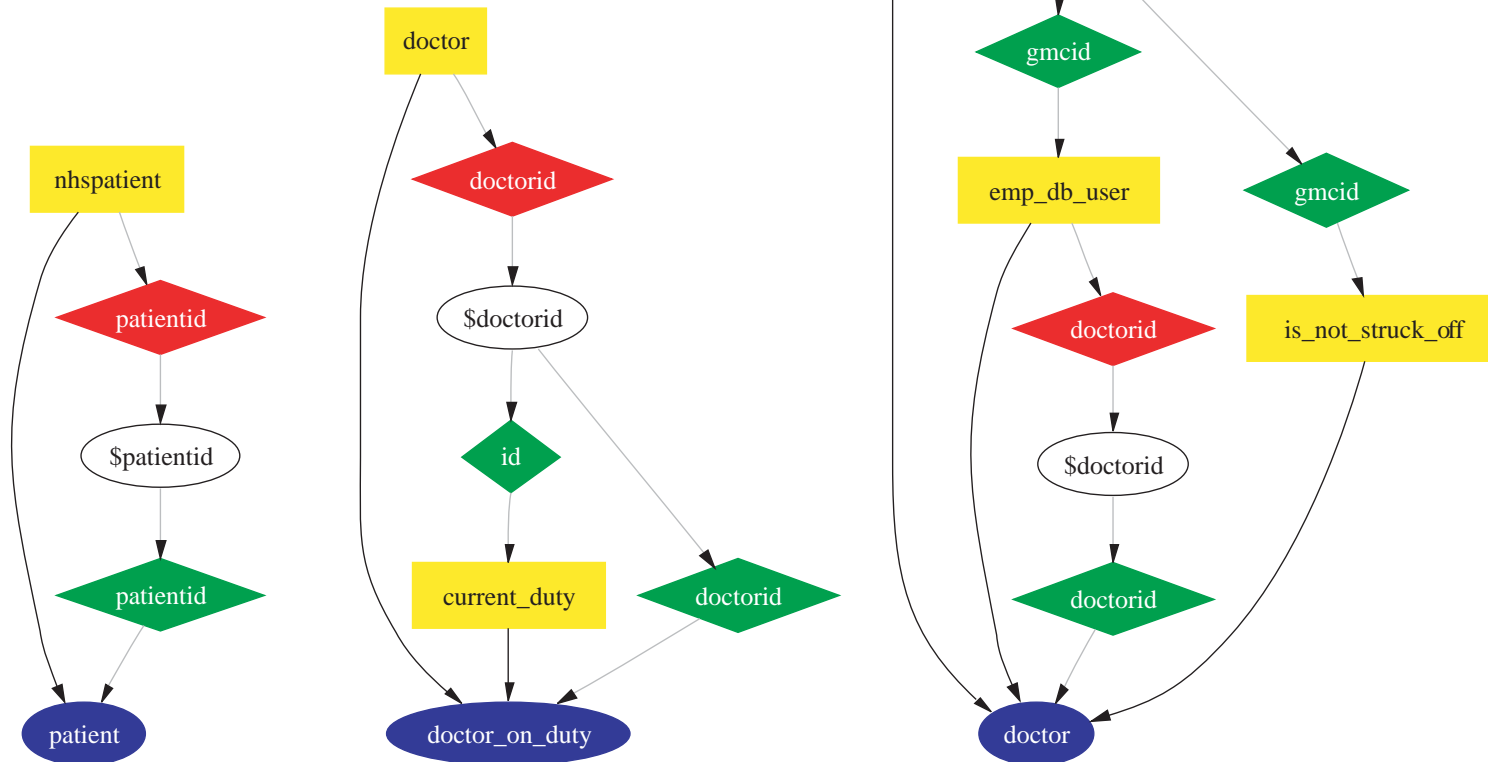 nhspatient
patientid
$patientid
patientid
patient
doctor
doctorid
$doctorid
id
current_duty
doctorid
doctor_on_duty
gmcid
emp_db_user
gmcid
doctorid
is_not_struck_off
$doctorid
doctorid
doctor